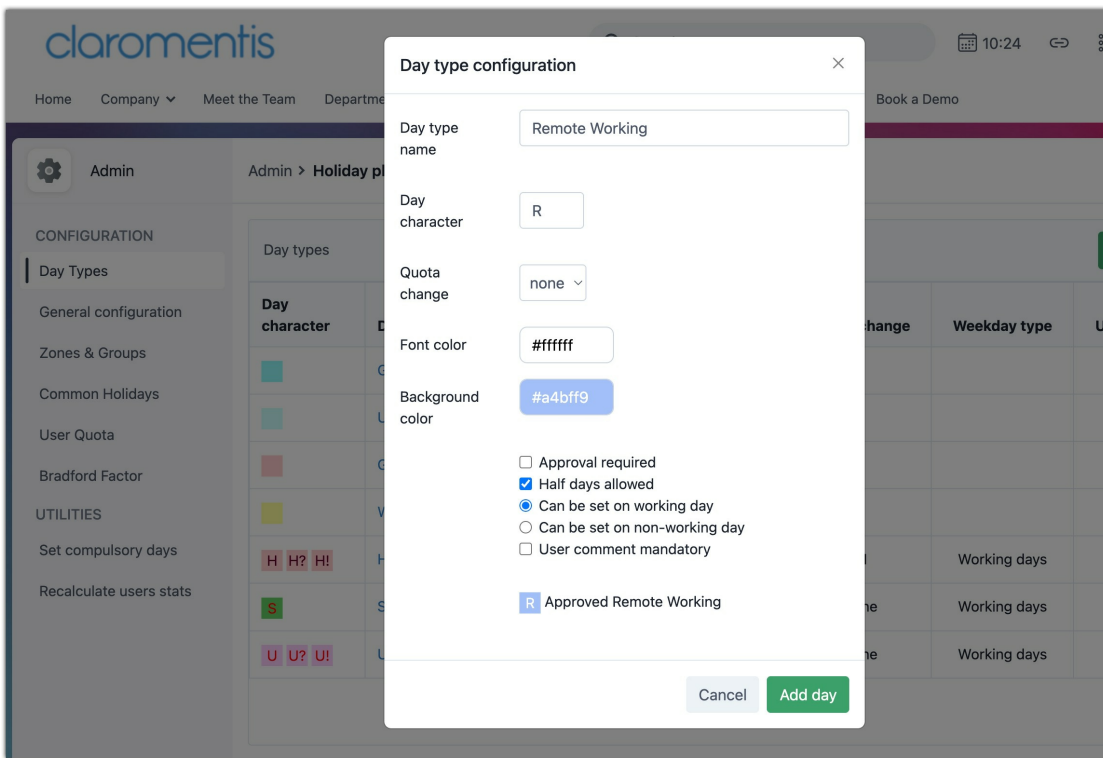 claromentis
10:24
Home Company Meet the Team Book a Demo
Day type configuration
Day type name
Remote Working
Day character
R
Quota change
none
Font color
#ffffff
Background color
#a4bff9
Approval required
Half days allowed
Can be set on working day
Can be set on non-working day
User comment mandatory
R Approved Remote Working
Cancel Add day
Admin
Admin >
CONFIGURATION
Day Types
General configuration
Zones & Groups
Common Holidays
User Quota
Bradford Factor
UTILITIES
Set compulsory days
Recalculate users stats
Day types
Day character
Weekday type
H H? H! Working days
S Working days
U U? U! Working days